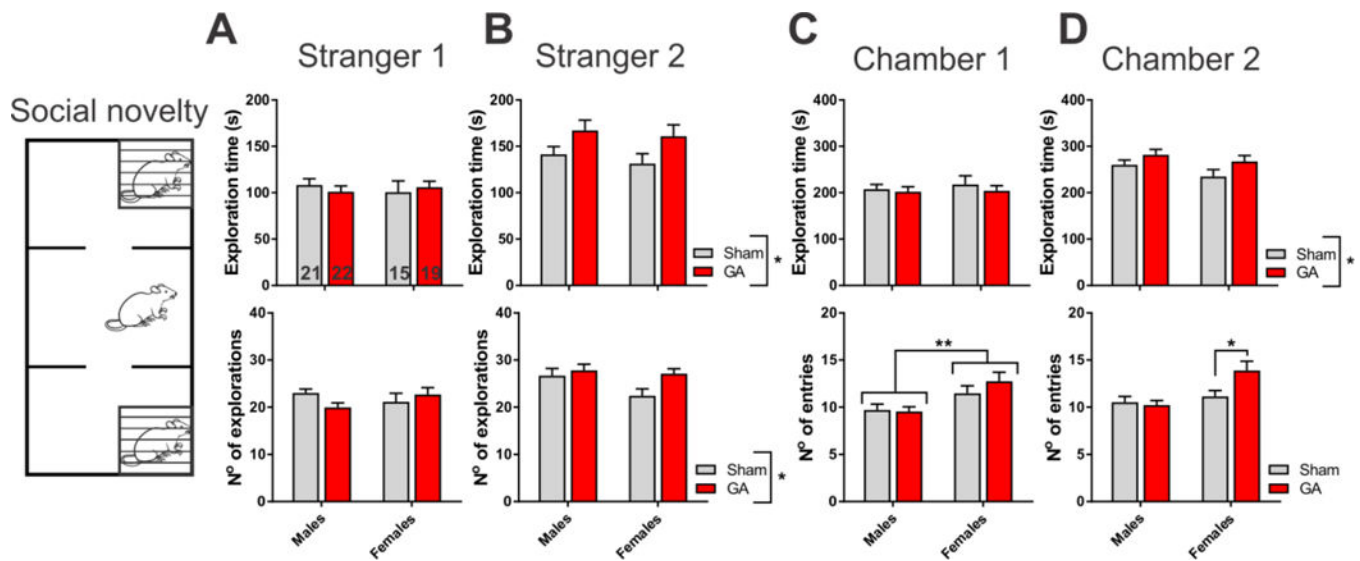 A
B
C
D
Stranger 1
Stranger 2
Chamber 1
Chamber 2
Social novelty
Exploration time (s)
200
150
100
50
0
21
22
15
19
Exploration time (s)
200
150
100
50
0
Sham
GA
*
Exploration time (s)
400
300
200
100
0
Exploration time (s)
400
300
200
100
0
Sham
GA
*
Nº of explorations
40
30
20
10
0
Males
Females
Nº of explorations
40
30
20
10
0
Sham
GA
*
Males
Females
Nº of entries
20
15
10
5
0
**
Sham
GA
Males
Females
Nº of entries
20
15
10
5
0
*
Sham
GA
Males
Females